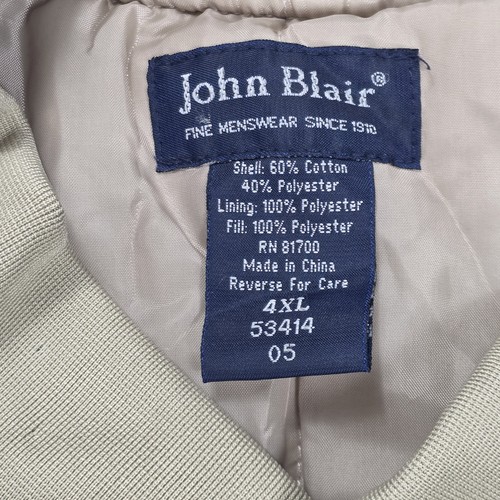 John Blair®
FINE MENSWEAR SINCE 1910
Shell: 60% Cotton
40% Polyester
Lining: 100% Polyester
Fill: 100% Polyester
RN 81700
Made in China
Reverse For Care
4XL
53414
05